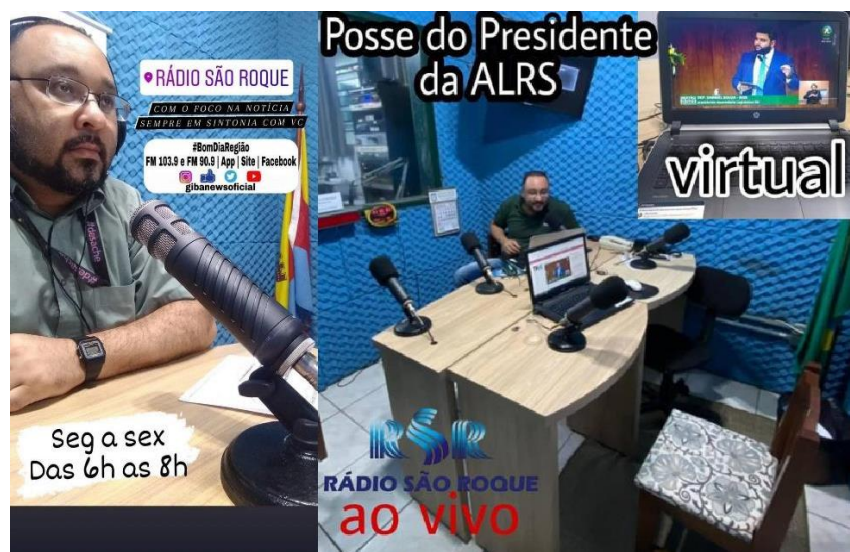 RÁDIO SÃO ROQUE
COM O FOCO NA NOTÍCIA
SEMPRE EM SINTONIA COM VC
#BomDiaRegião
FM 103.9 e FM 90.9 | App | Site | Facebook
gibanewsoficial
#desache
Seg a sex
Das 6h as 8h
Posse do Presidente
da ALRS
virtual
RSR
RÁDIO SÃO ROQUE
ao vivo